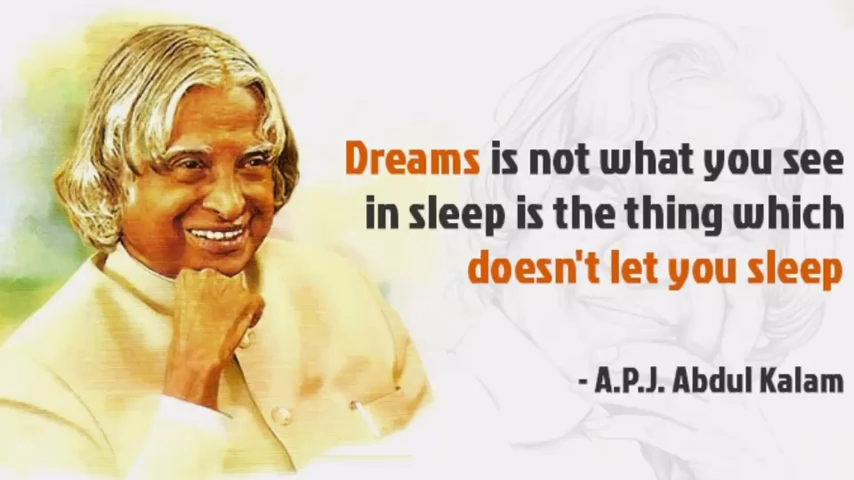 Dreams is not what you see
in sleep is the thing which
doesn't let you sleep
- A.P.J. Abdul Kalam